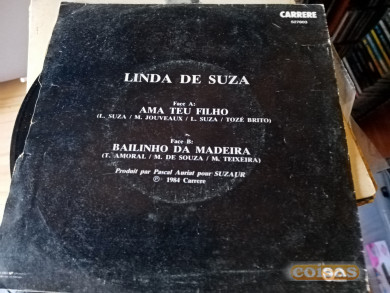 CARRERE
LINDA DE SUZA
Face A:
AMA TEU FILHO
(L. SUZA / M. JOUVEAUX / L. SUZA / TOZÉ BRITO)
Face B:
BAILINHO DA MADEIRA
(T. AMORAL / M. DE SOUZA / M. TEIXEIRA)
Produit par Pascal Auriat pour SUZAUR
℗ 1984 Carrere